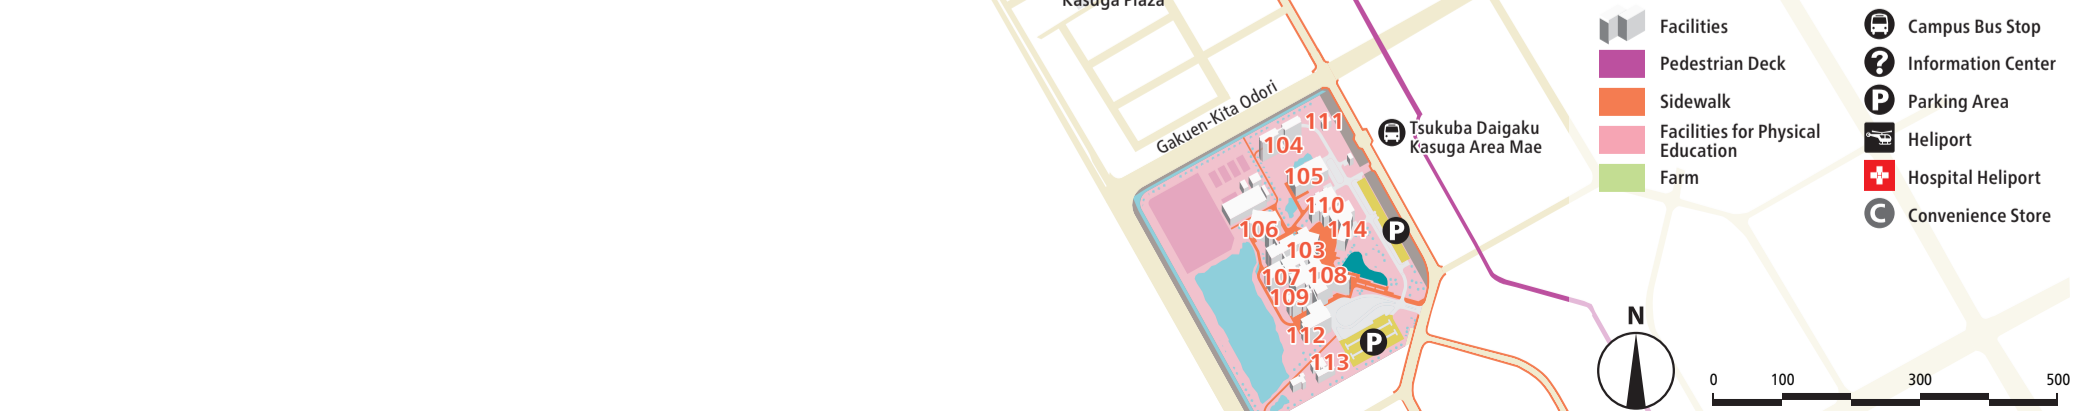 Kasuga Plaza
Gakuen-Kita Odori
111
104
105
110
106
114
103
107
108
109
112
113
P
P
Tsukuba Daigaku
Kasuga Area Mae
Facilities
Pedestrian Deck
Sidewalk
Facilities for Physical
Education
Farm
Campus Bus Stop
? Information Center
P Parking Area
Heliport
Hospital Heliport
C Convenience Store
N
0 100 300 500